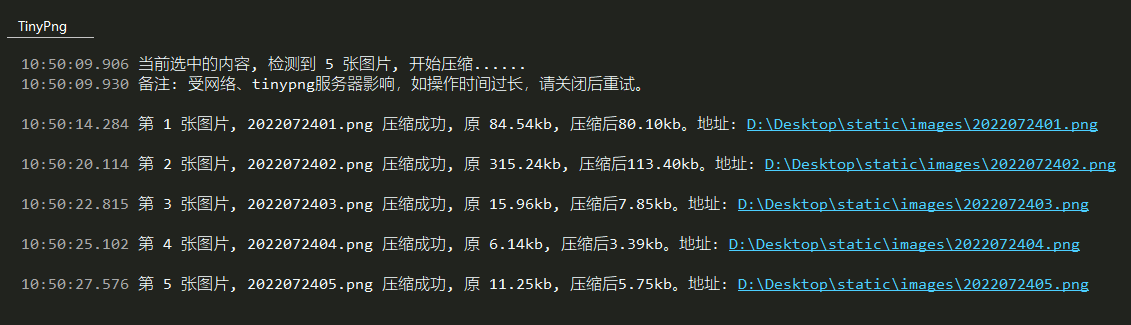 TinyPng
10:50:09.906 当前选中的内容, 检测到 5 张图片, 开始压缩......
10:50:09.930 备注: 受网络、tinypng服务器影响，如操作时间过长，请关闭后重试。
10:50:14.284 第 1 张图片, 2022072401.png 压缩成功, 原 84.54kb, 压缩后80.10kb。地址: D:\Desktop\static\images\2022072401.png
10:50:20.114 第 2 张图片, 2022072402.png 压缩成功, 原 315.24kb, 压缩后113.40kb。地址: D:\Desktop\static\images\2022072402.png
10:50:22.815 第 3 张图片, 2022072403.png 压缩成功, 原 15.96kb, 压缩后7.85kb。地址: D:\Desktop\static\images\2022072403.png
10:50:25.102 第 4 张图片, 2022072404.png 压缩成功, 原 6.14kb, 压缩后3.39kb。地址: D:\Desktop\static\images\2022072404.png
10:50:27.576 第 5 张图片, 2022072405.png 压缩成功, 原 11.25kb, 压缩后5.75kb。地址: D:\Desktop\static\images\2022072405.png